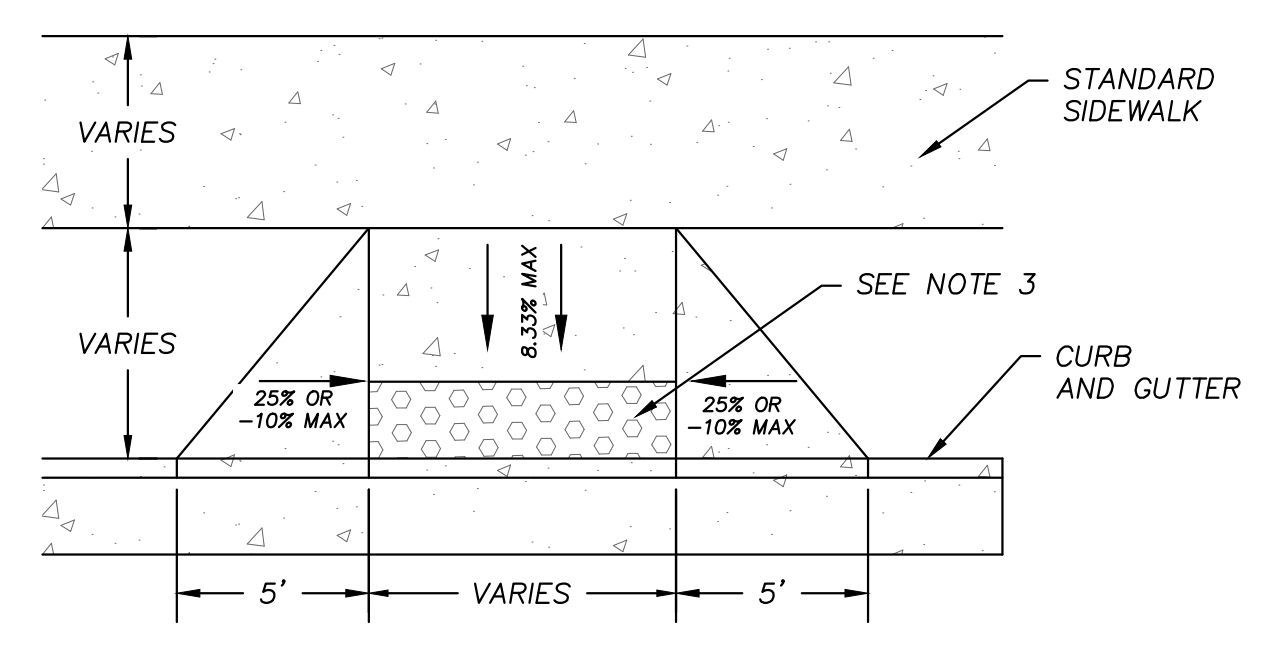 STANDARD
SIDEWALK
VARIES
8.33% MAX
SEE NOTE 3
VARIES
CURB
AND GUTTER
25% OR
-10% MAX
25% OR
-10% MAX
5'
VARIES
5'